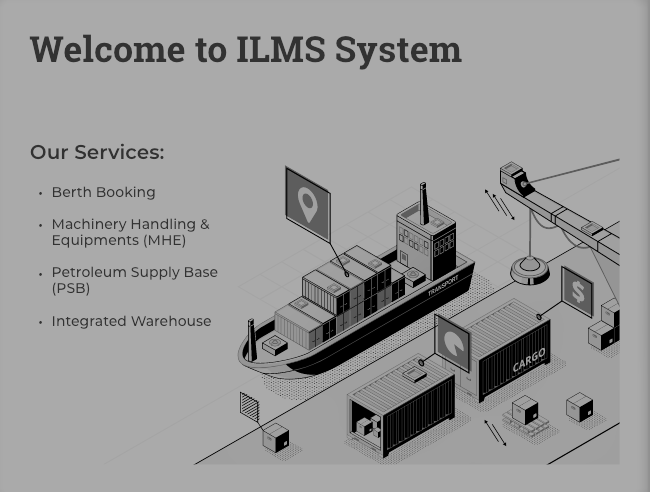 Welcome to ILMS System
Our Services:
• Berth Booking
• Machinery Handling &
Equipments (MHE)
• Petroleum Supply Base
(PSB)
• Integrated Warehouse
TRANSPORT
$
CARGO